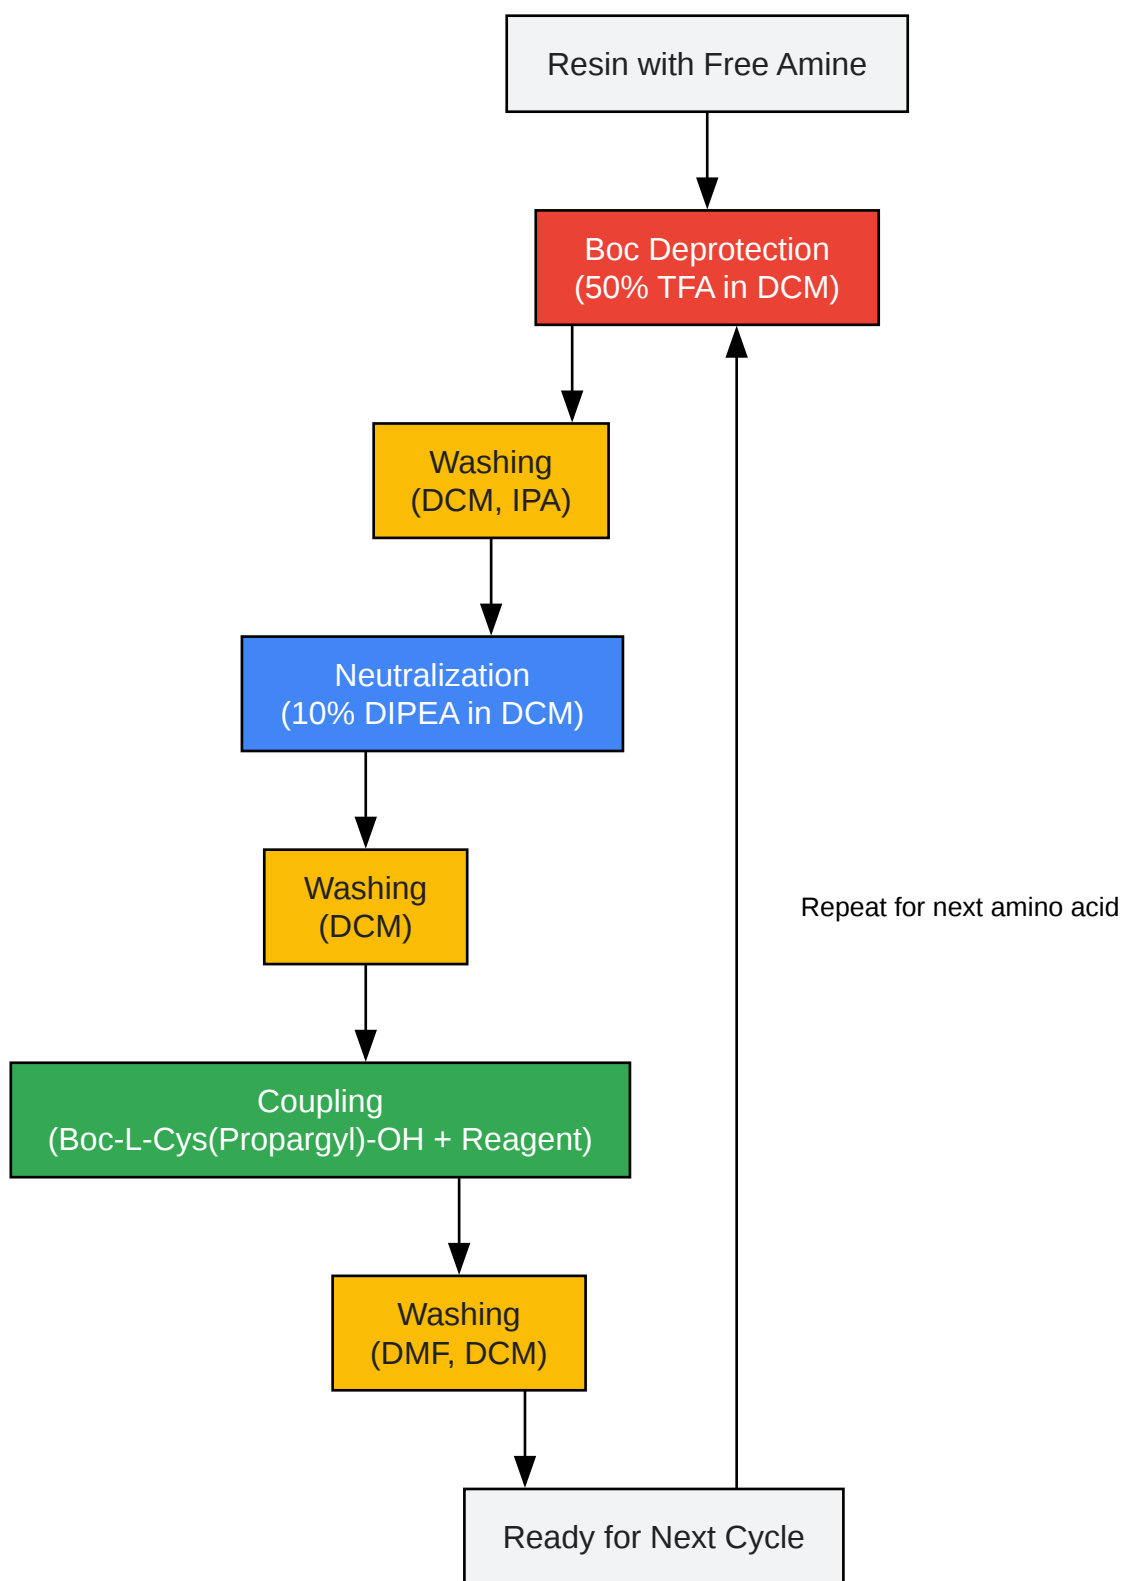 Resin with Free Amine
Boc Deprotection
(50% TFA in DCM)
Washing
(DCM, IPA)
Neutralization
(10% DIPEA in DCM)
Washing
(DCM)
Repeat for next amino acid
Coupling
(Boc-L-Cys(Propargyl)-OH + Reagent)
Washing
(DMF, DCM)
Ready for Next Cycle